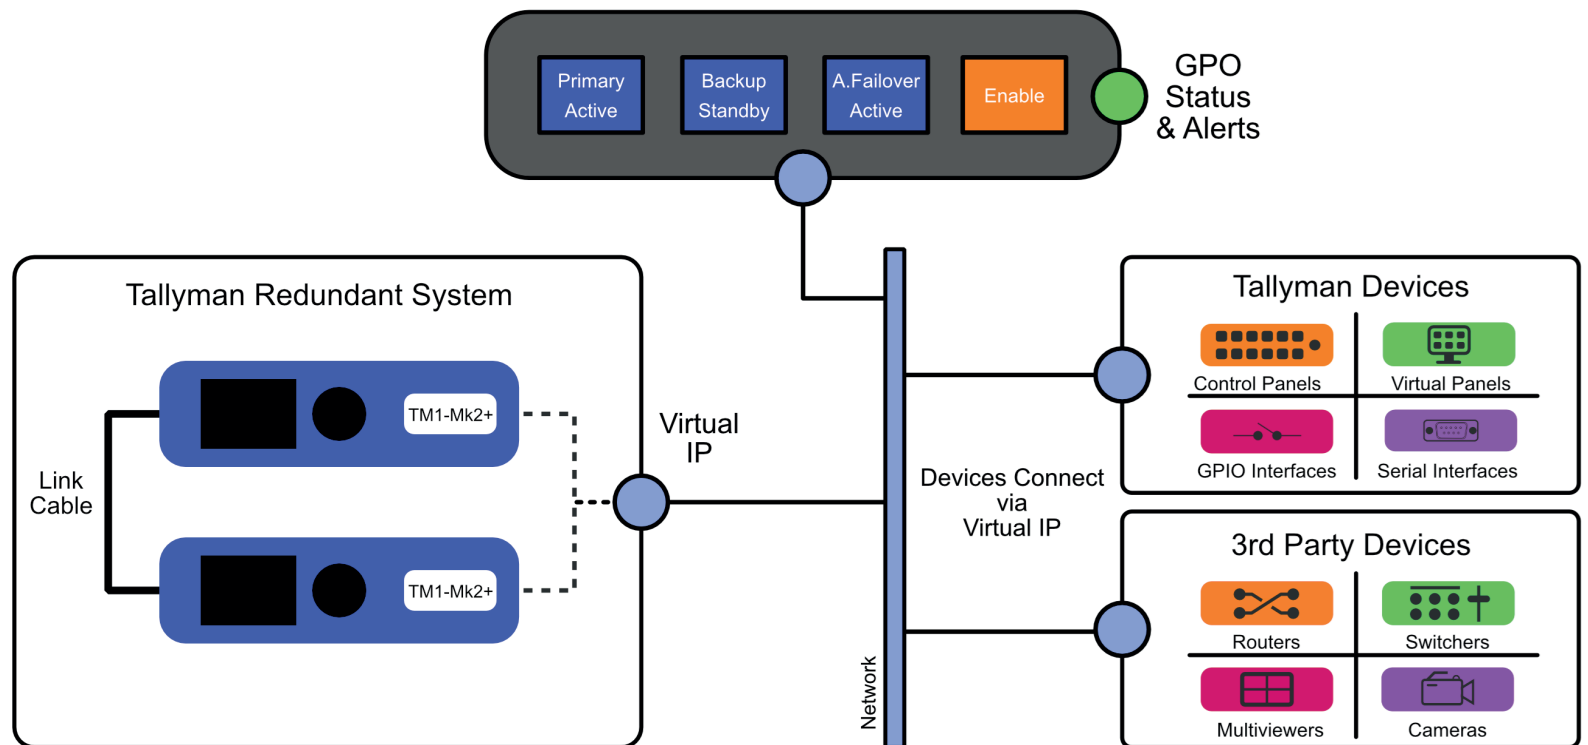 Primary
Active
Backup
Standby
A.Failover
Active
Enable
GPO
Status
& Alerts
Tallyman Redundant System
TM1-Mk2+
Link
Cable
TM1-Mk2+
Virtual
IP
Network
Devices Connect
via
Virtual IP
Tallyman Devices
Control Panels
Virtual Panels
GPIO Interfaces
Serial Interfaces
3rd Party Devices
Routers
Switchers
Multiviewers
Cameras